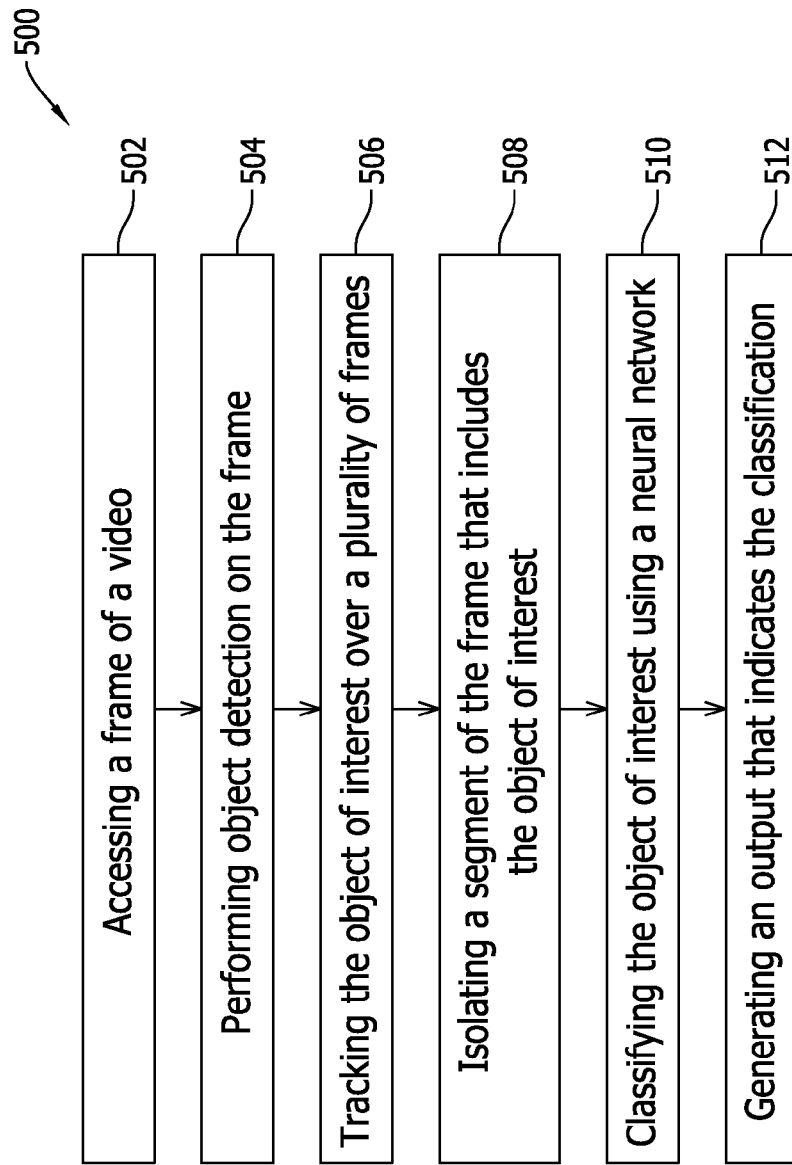 500
Accessing a frame of a video
502
Performing object detection on the frame
504
Tracking the object of interest over a plurality of frames
506
Isolating a segment of the frame that includes
the object of interest
508
Classifying the object of interest using a neural network
510
Generating an output that indicates the classification
512